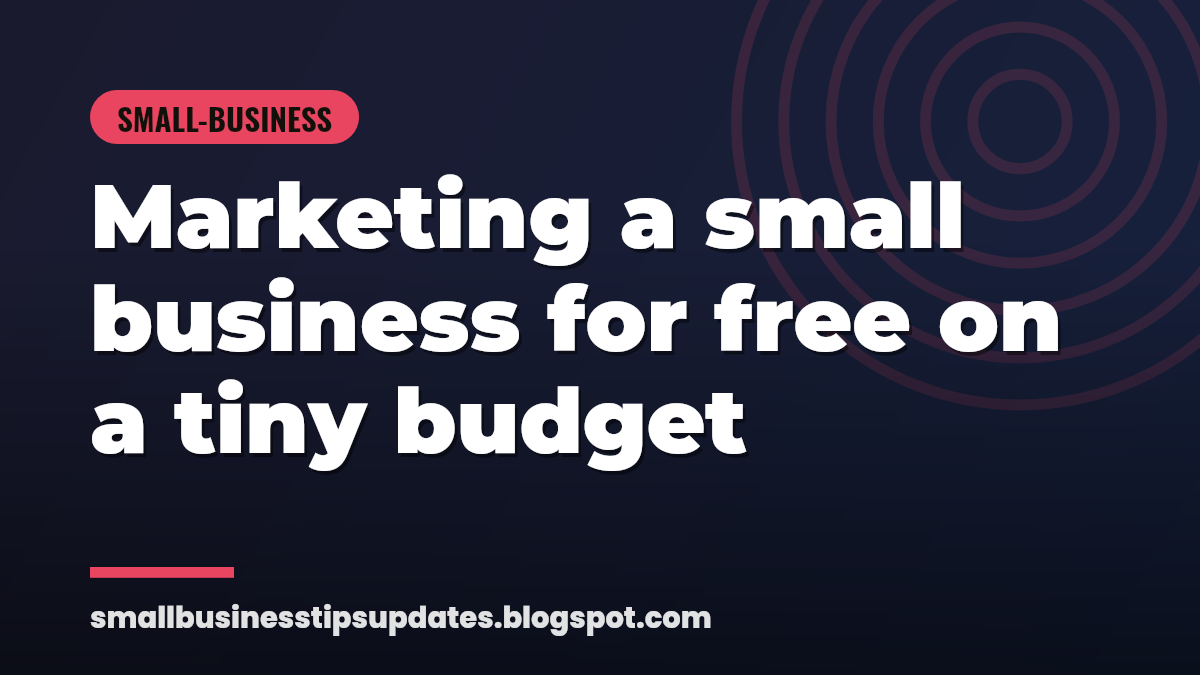 SMALL-BUSINESS
Marketing a small
business for free on
a tiny budget
smallbusinesstipsupdates.blogspot.com